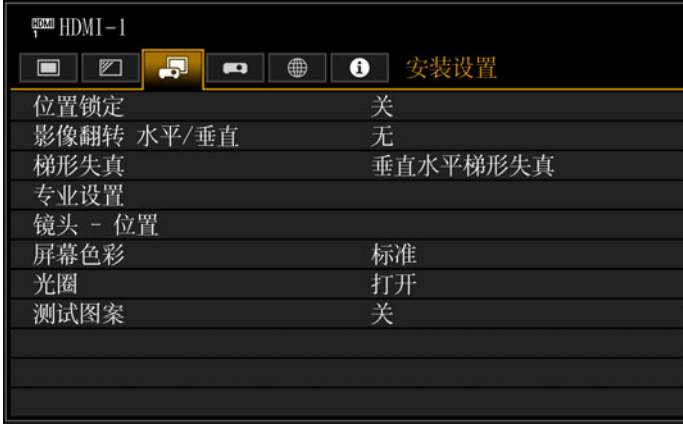 HDMI 1 HDMI-1
安装设置
位置锁定 关
影像翻转 水平/垂直 无
梯形失真 垂直水平梯形失真
专业设置
镜头 - 位置
屏幕色彩 标准
光圈 打开
测试图案 关